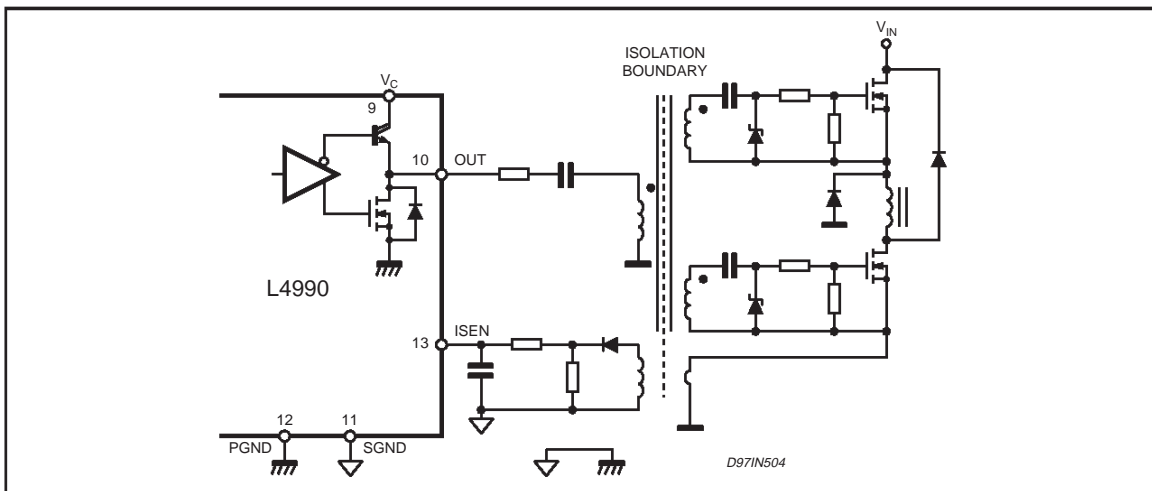 V_IN
ISOLATION
BOUNDARY
V_C
9
10
OUT
L4990
ISEN
13
12
11
PGND
SGND
D97IN504